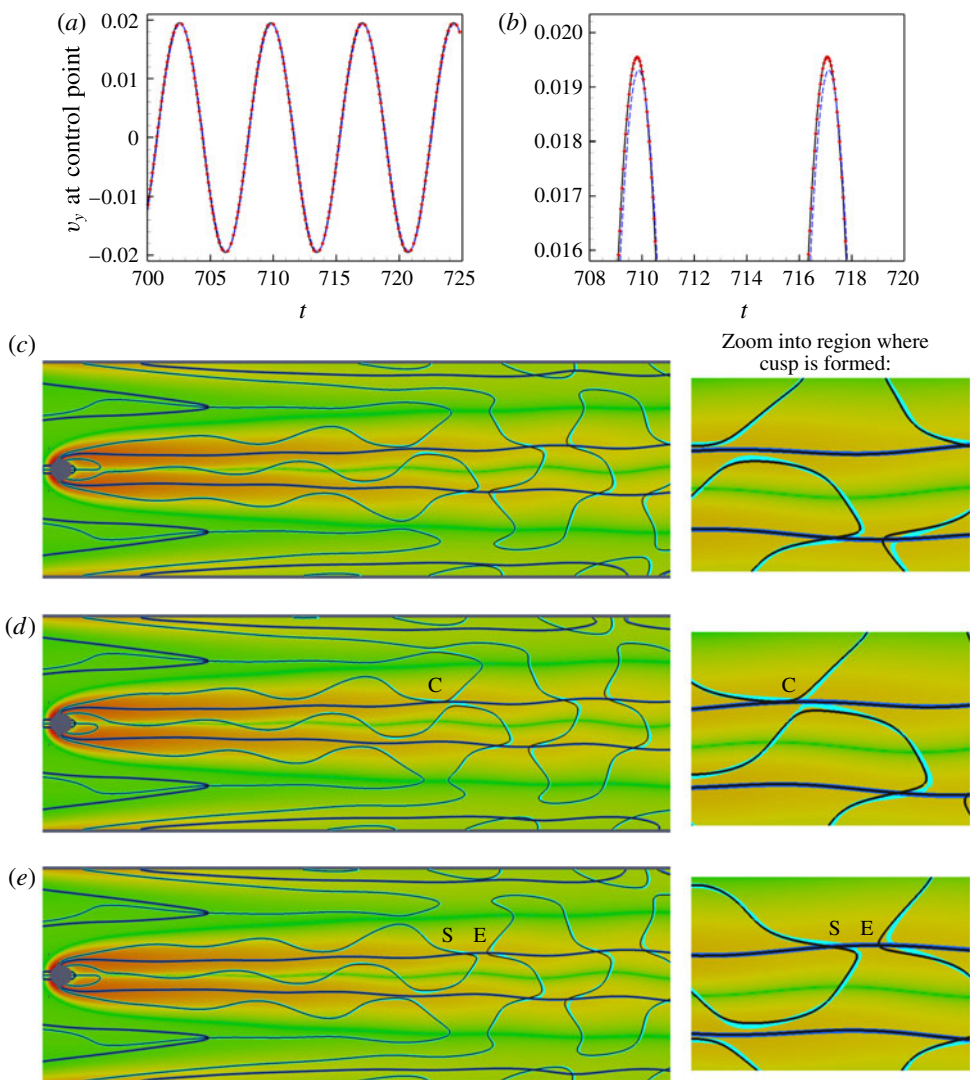 (a)
(b)
v_y at control point
0.02
0.01
0
−0.01
−0.02
700 705 710 715 720 725
t
0.020
0.019
0.018
0.017
0.016
708 710 712 714 716 718 720
t
(c)
Zoom into region where
cusp is formed:
(d)
C
C
(e)
S E
S E